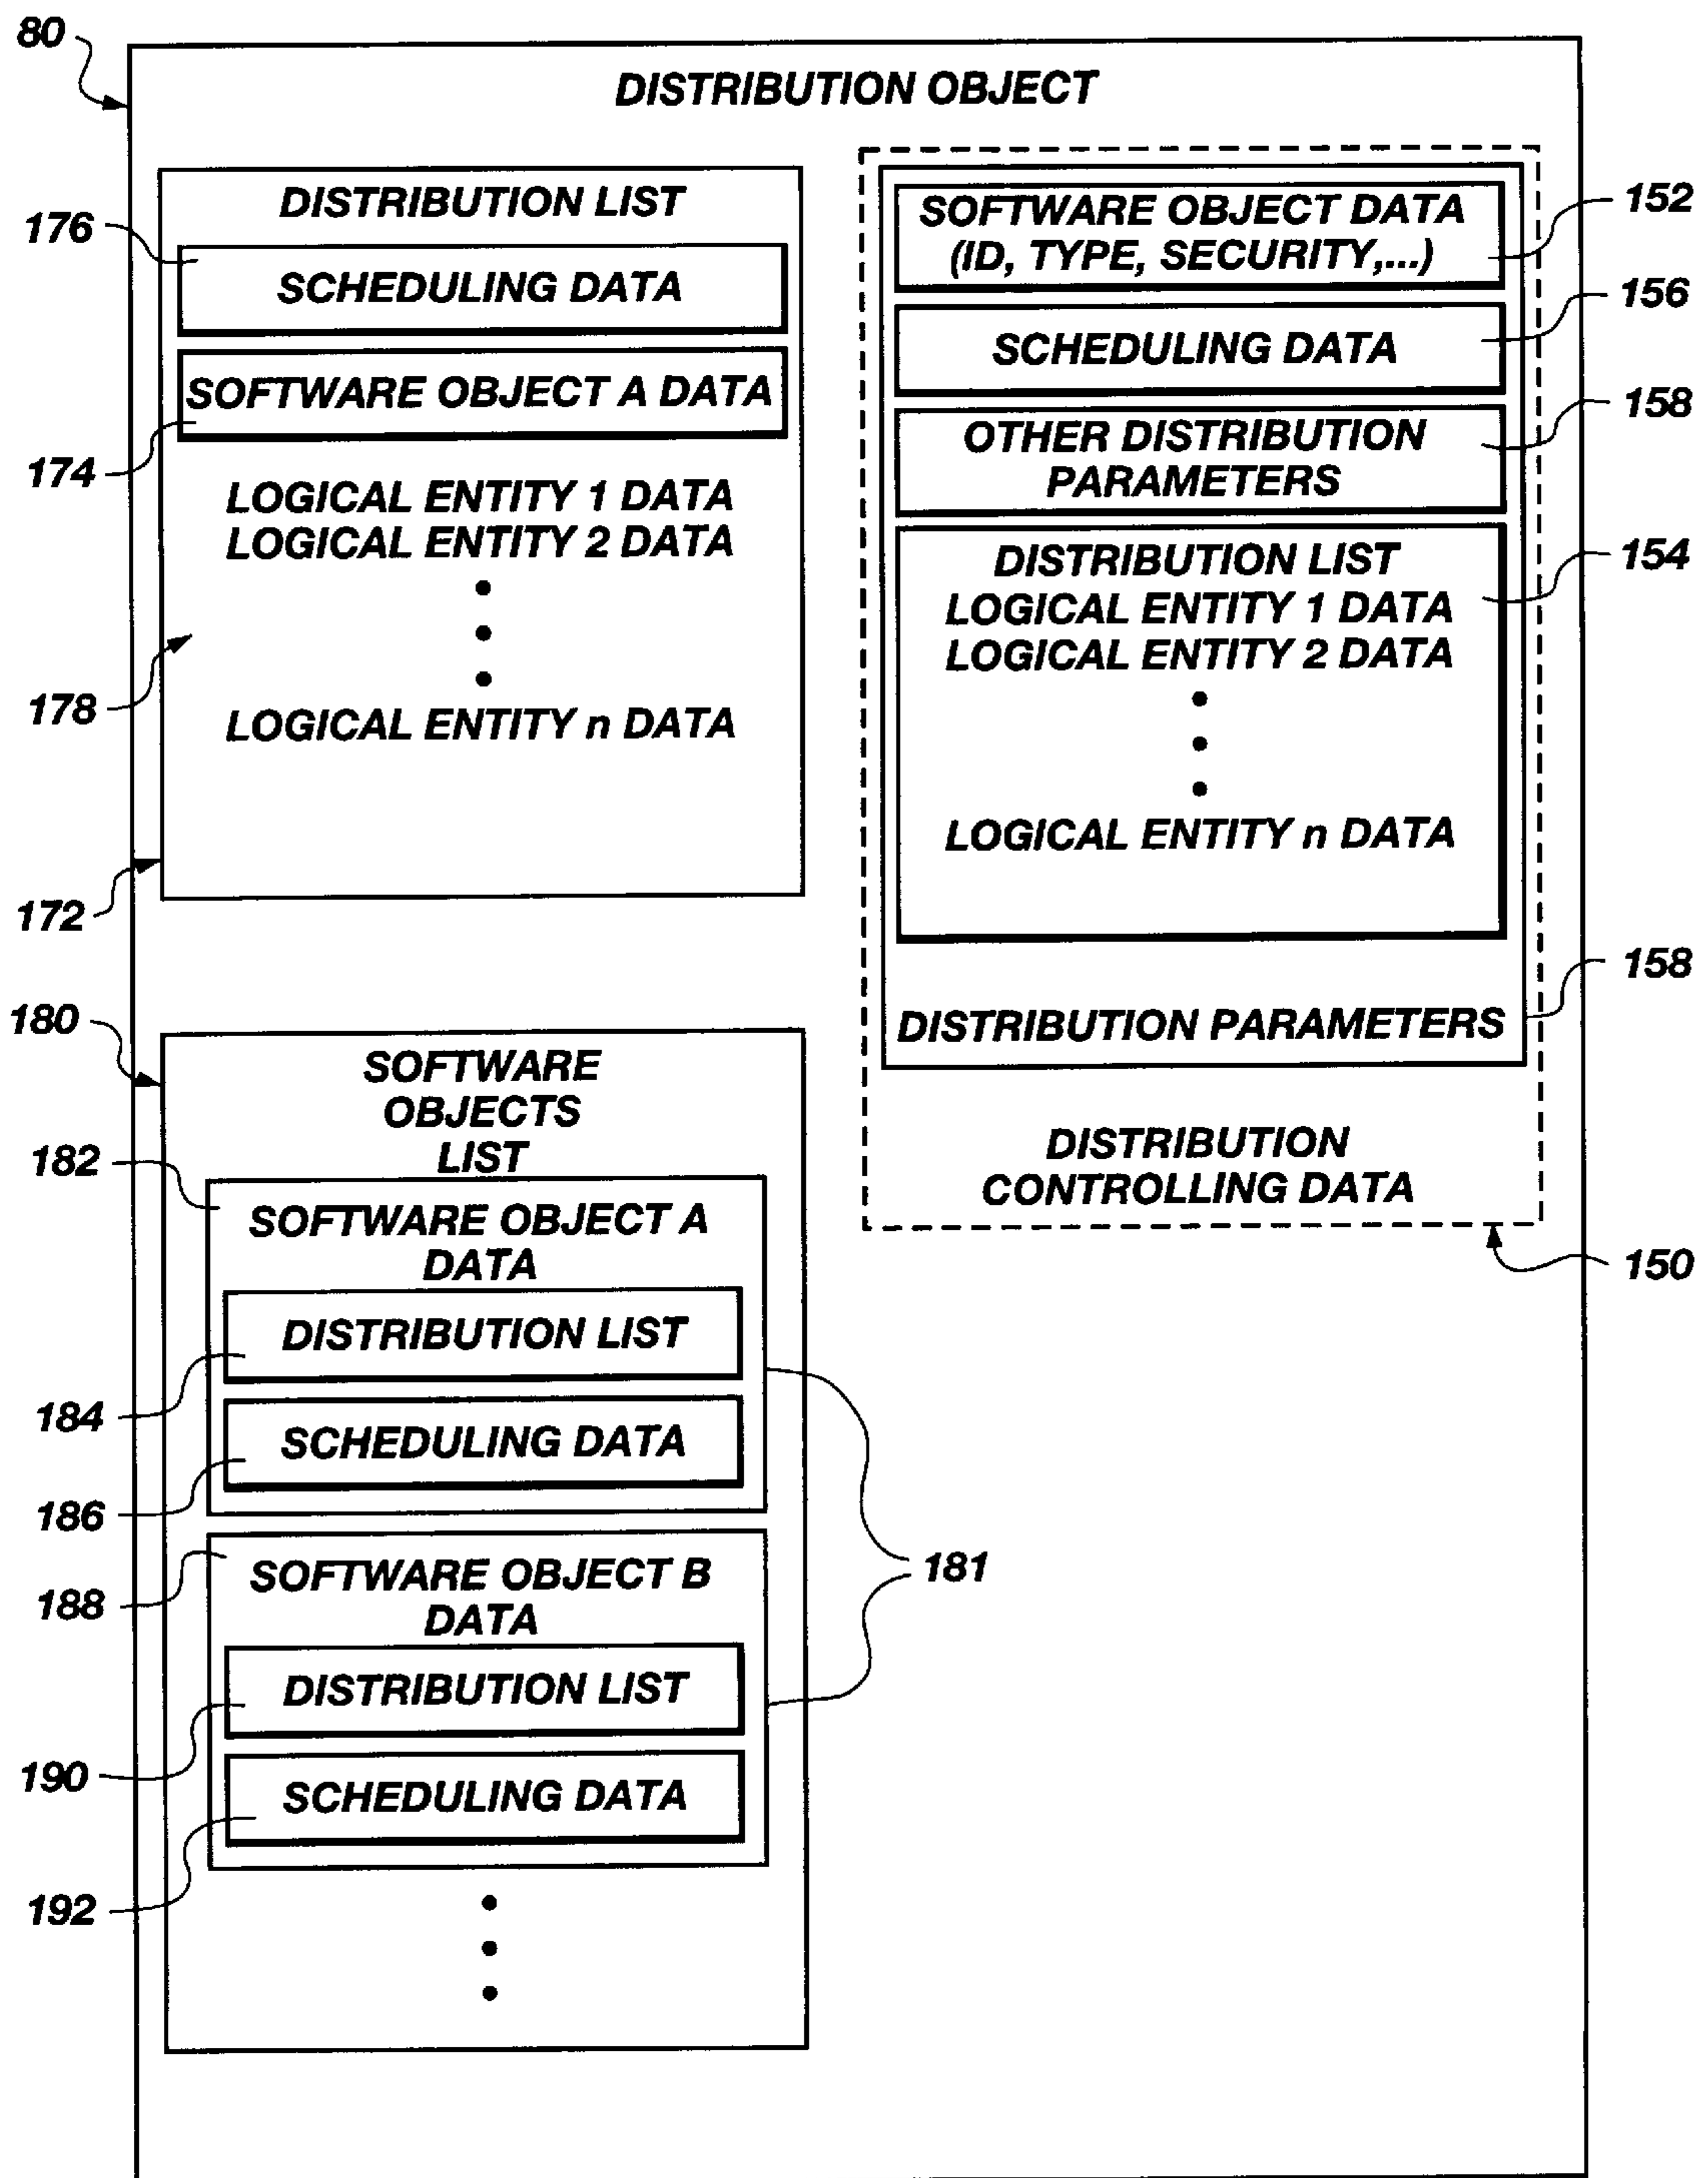 80
DISTRIBUTION OBJECT
DISTRIBUTION LIST
176
SCHEDULING DATA
SOFTWARE OBJECT A DATA
174
LOGICAL ENTITY 1 DATA
LOGICAL ENTITY 2 DATA
178
LOGICAL ENTITY n DATA
172
SOFTWARE OBJECT DATA
(ID, TYPE, SECURITY,...)
152
156
SCHEDULING DATA
158
OTHER DISTRIBUTION
PARAMETERS
154
DISTRIBUTION LIST
LOGICAL ENTITY 1 DATA
LOGICAL ENTITY 2 DATA
LOGICAL ENTITY n DATA
158
DISTRIBUTION PARAMETERS
DISTRIBUTION
CONTROLLING DATA
150
180
SOFTWARE
OBJECTS
LIST
182
SOFTWARE OBJECT A
DATA
DISTRIBUTION LIST
184
SCHEDULING DATA
186
181
SOFTWARE OBJECT B
188
DATA
DISTRIBUTION LIST
190
SCHEDULING DATA
192